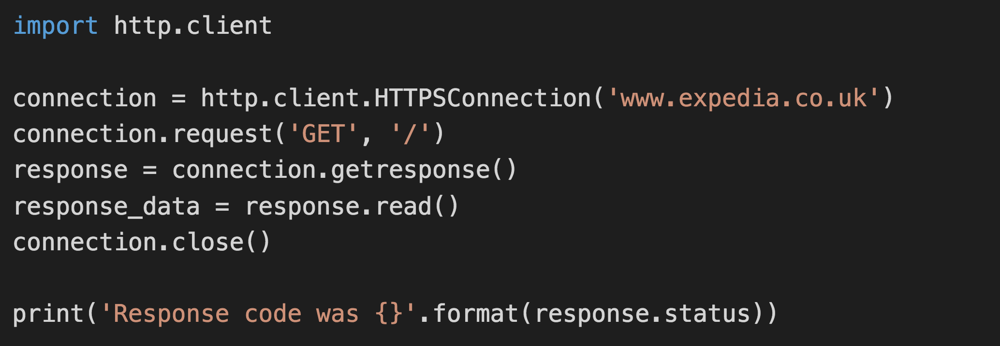 import http.client
connection = http.client.HTTPSConnection('www.expedia.co.uk')
connection.request('GET', '/')
response = connection.getresponse()
response_data = response.read()
connection.close()
print('Response code was {}'.format(response.status))